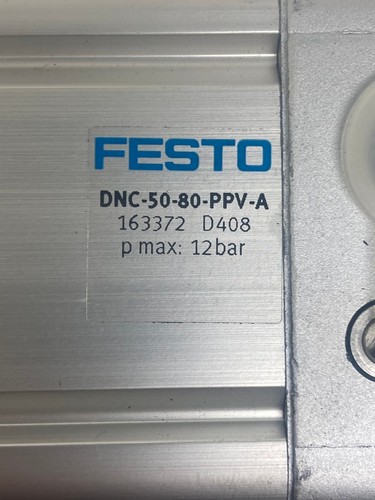 FESTO
DNC-50-80-PPV-A
163372 D408
p max: 12bar